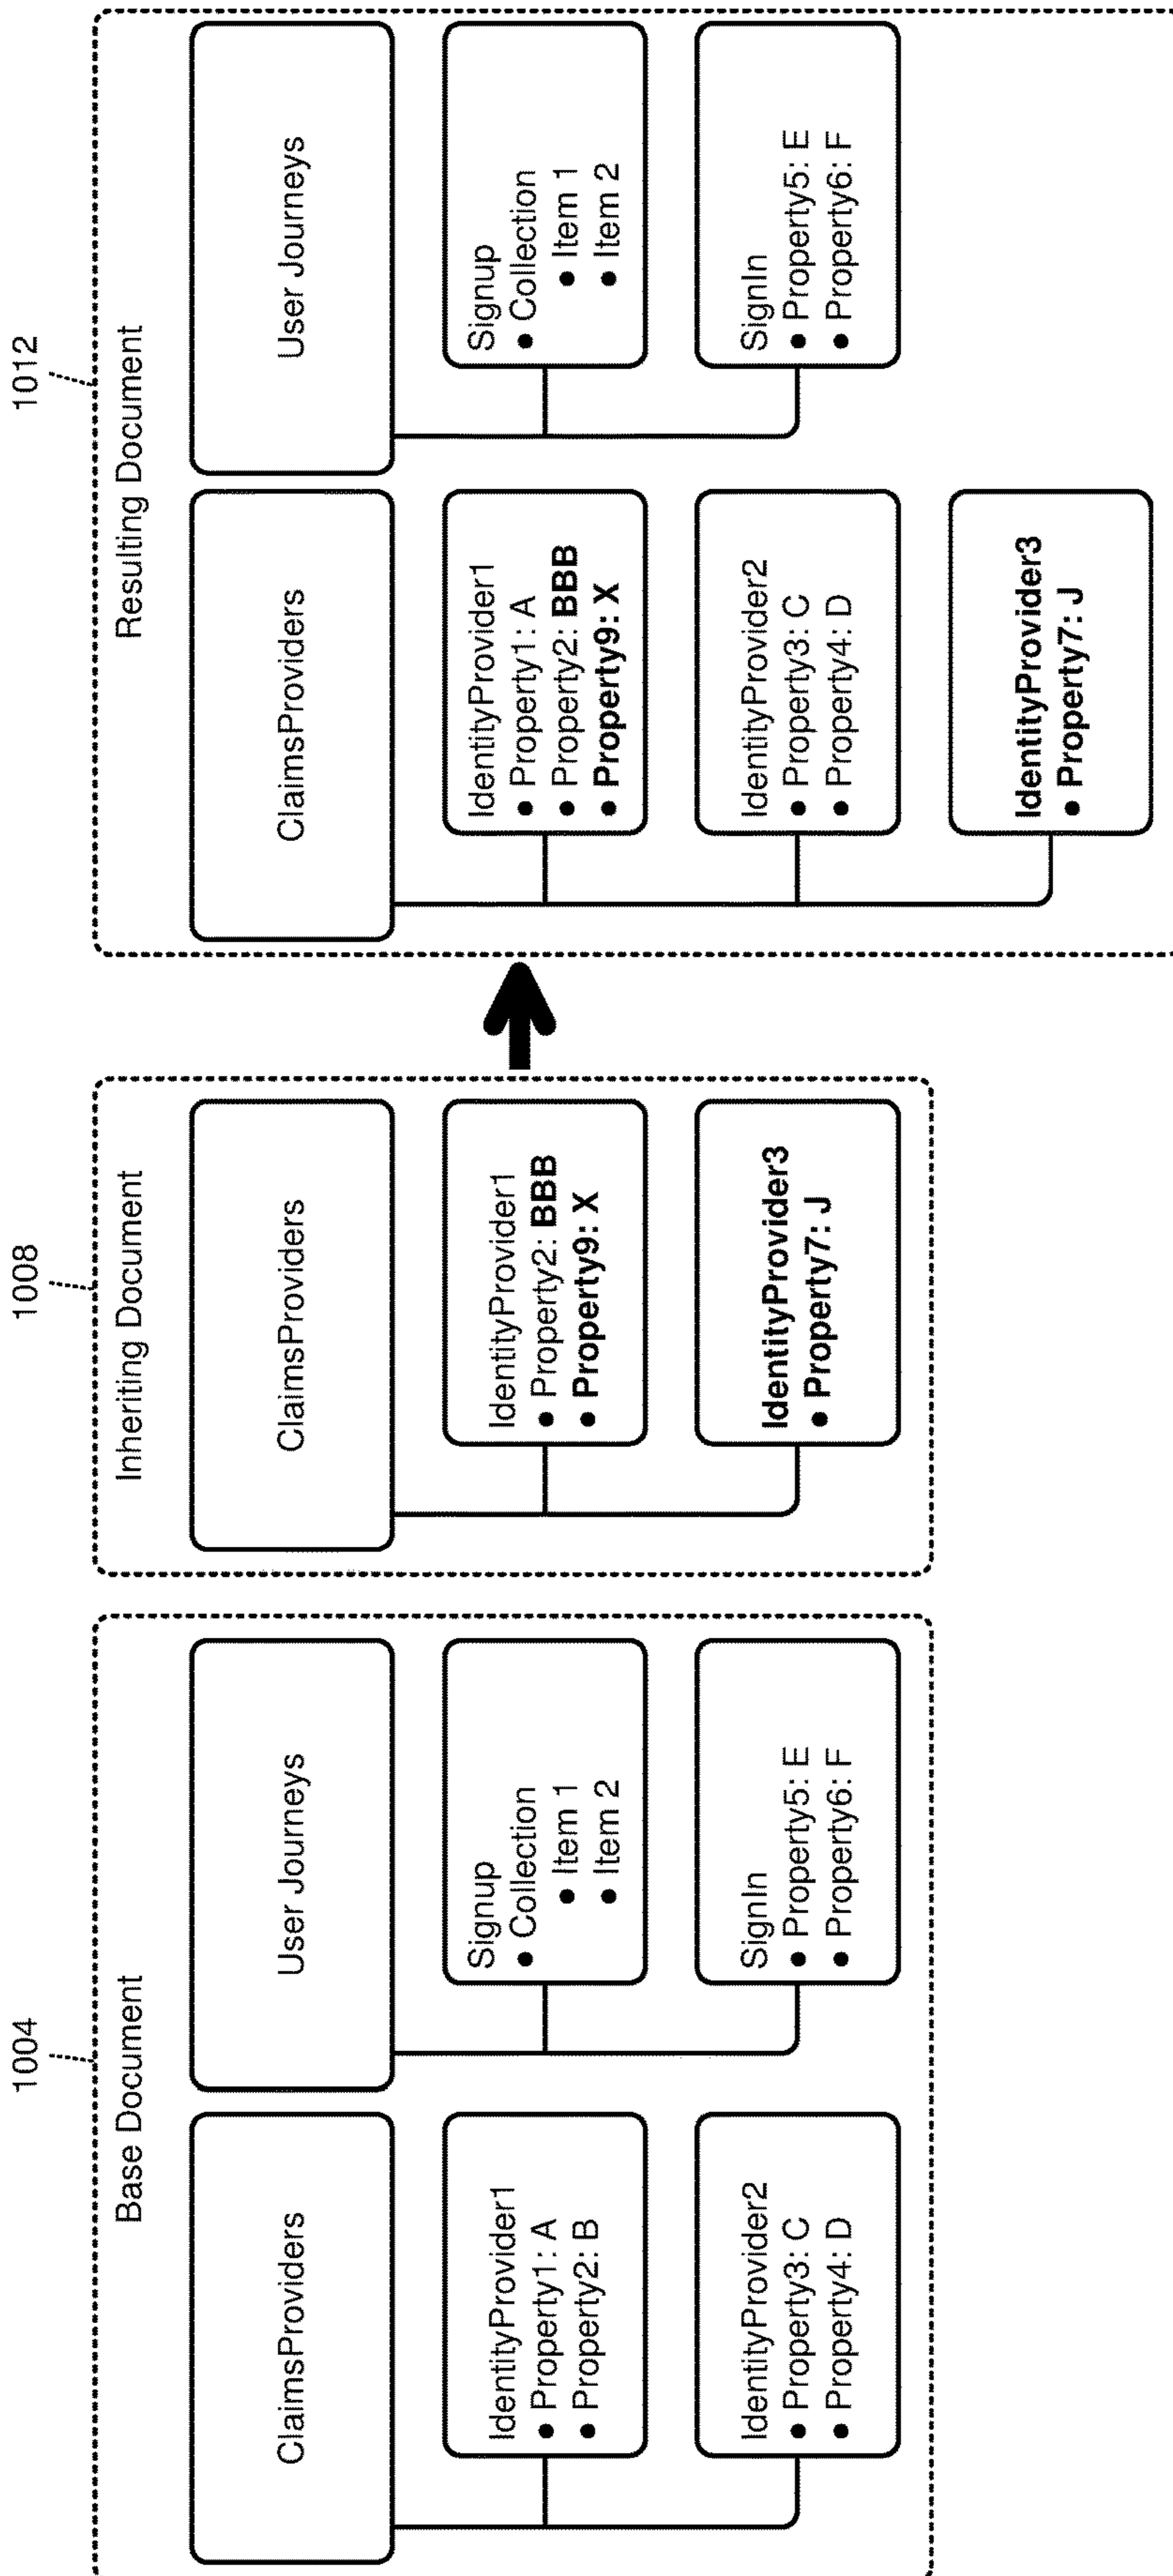 1004
Base Document
ClaimsProviders
IdentityProvider1
● Property1: A
● Property2: B
IdentityProvider2
● Property3: C
● Property4: D
User Journeys
Signup
● Collection
● Item 1
● Item 2
SignIn
● Property5: E
● Property6: F
1008
Inheriting Document
ClaimsProviders
IdentityProvider1
● Property2: BBB
● Property9: X
IdentityProvider3
● Property7: J
1012
Resulting Document
ClaimsProviders
IdentityProvider1
● Property1: A
● Property2: BBB
● Property9: X
IdentityProvider2
● Property3: C
● Property4: D
IdentityProvider3
● Property7: J
User Journeys
Signup
● Collection
● Item 1
● Item 2
SignIn
● Property5: E
● Property6: F